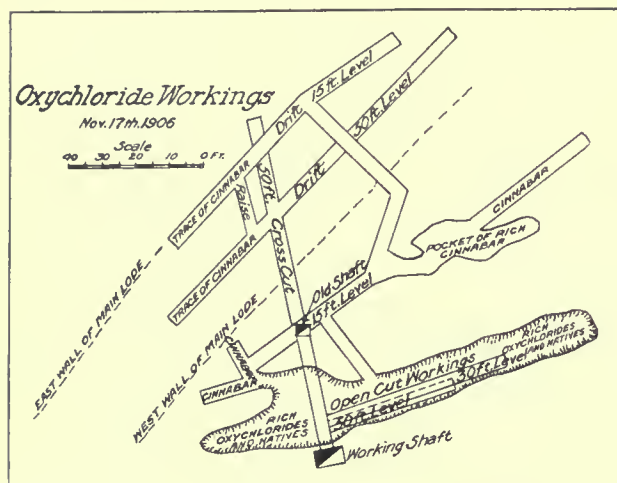 Oxychloride Workings
Nov. 17th. 1906
Scale
40 30 20 10 0 Ft.
Drift 15 ft. Level
Drift 50 ft. Level
TRACE OF CINNABAR
Raise
50 ft.
Cross Cut
TRACE OF CINNABAR
CINNABAR
POCKET OF RICH
CINNABAR
Old Shaft
15 ft. Level
EAST WALL OF MAIN LODE
WEST WALL OF MAIN LODE
CINNABAR
CINNABAR
Open Cut Workings
30 ft. Level
RICH
OXYCHLORIDES
AND NATIVES
30 ft. Level
RICH
OXYCHLORIDES
AND NATIVES
Working Shaft